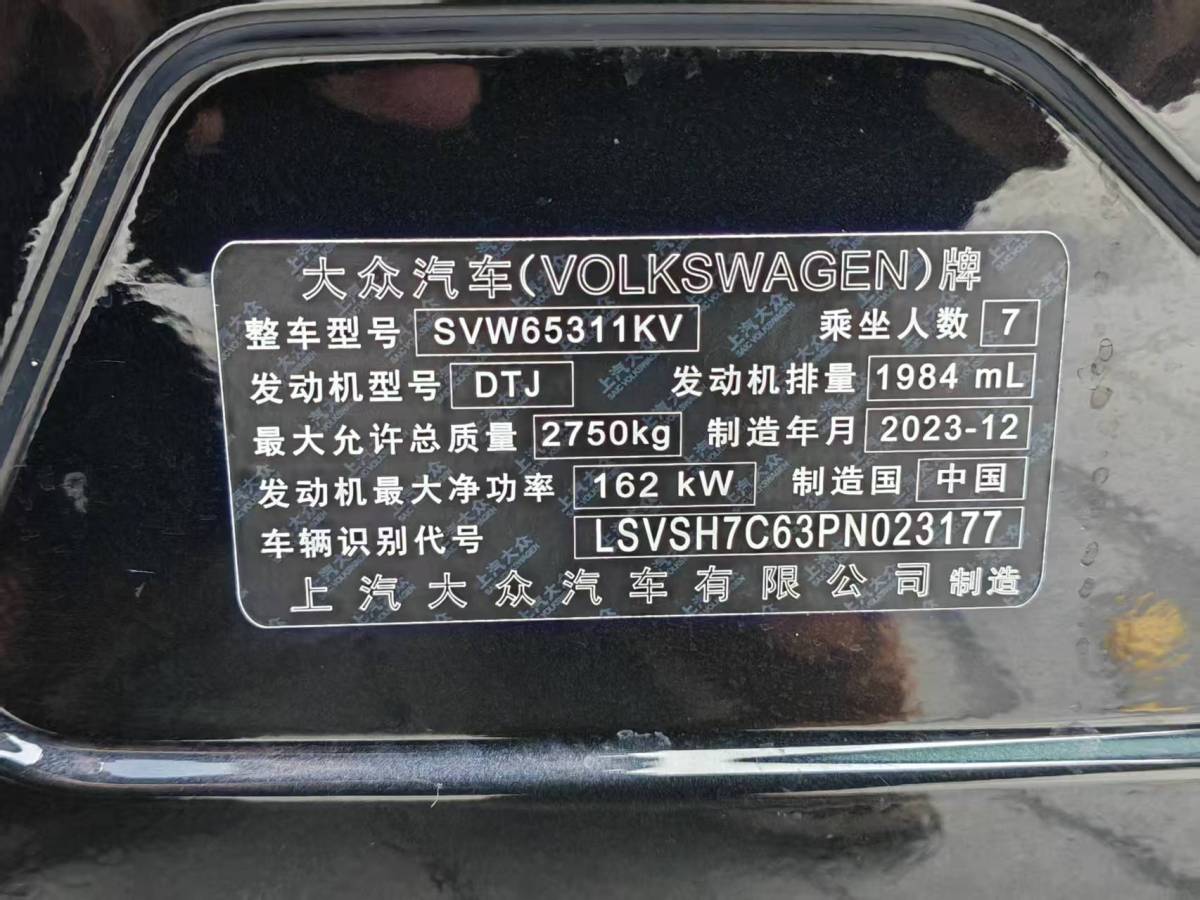 大众汽车(VOLKSWAGEN)牌
整车型号 SVW65311KV 乘坐人数 7
发动机型号 DTJ 发动机排量 1984 mL
最大允许总质量 2750kg 制造年月 2023-12
发动机最大净功率 162 kW 制造国 中国
车辆识别代号 LSVSH7C63PN023177
上汽大众汽车有限公司 制造